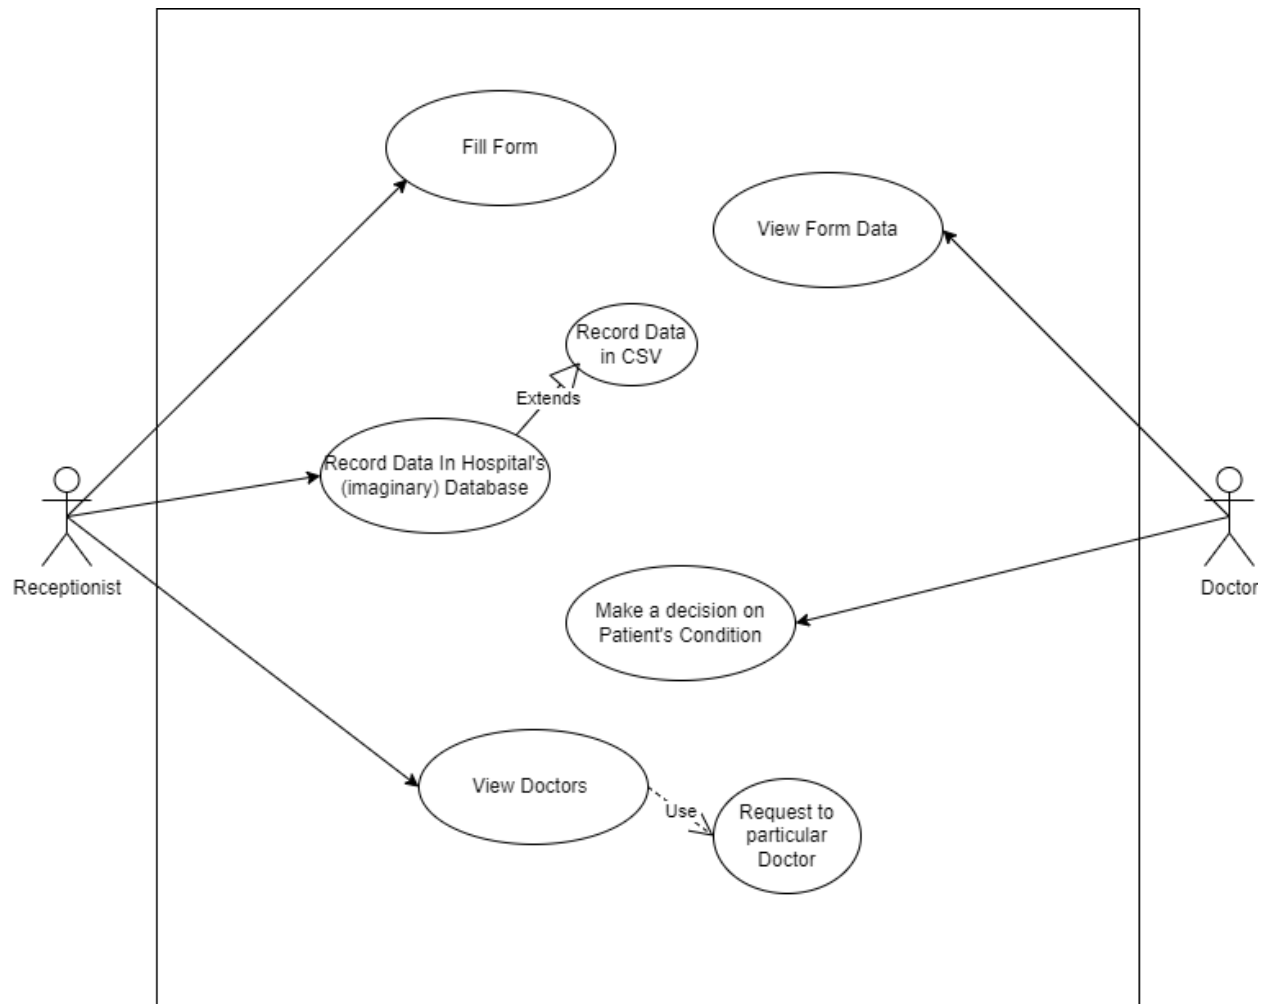 Fill Form
View Form Data
Record Data
in CSV
Extends
Record Data In Hospital's
(imaginary) Database
Receptionist
Doctor
Make a decision on
Patient's Condition
View Doctors
Use
Request to
particular
Doctor